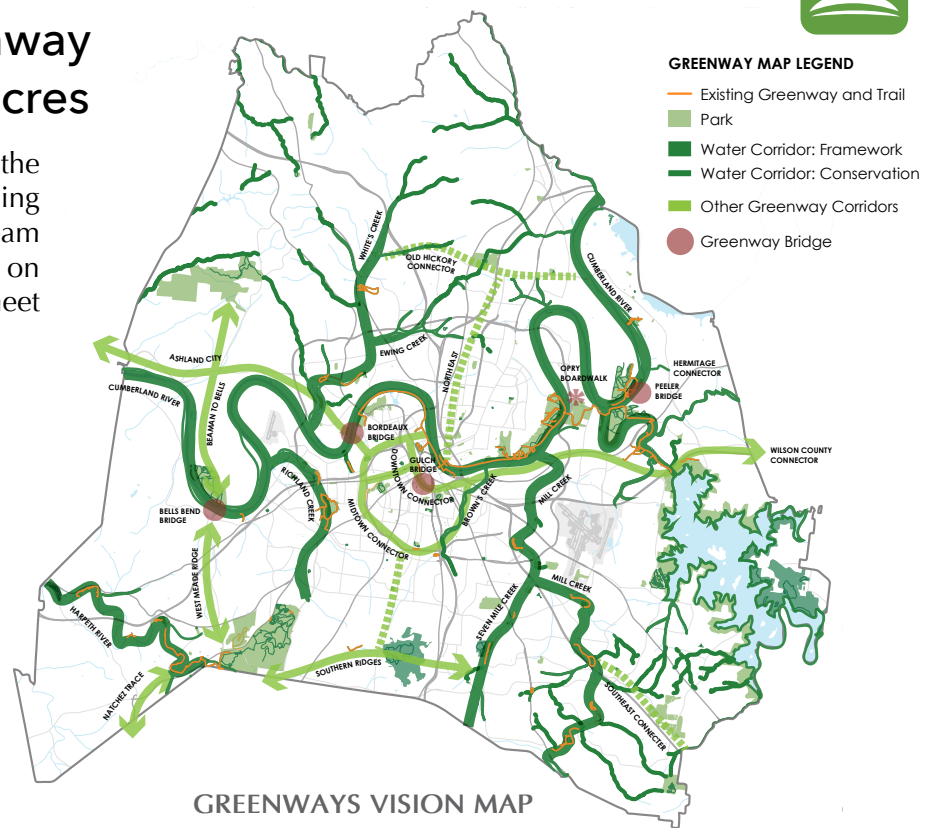 way
cres
the
ing
am
on
eet
GREENWAY MAP LEGEND
Existing Greenway and Trail
Park
Water Corridor: Framework
Water Corridor: Conservation
Other Greenway Corridors
Greenway Bridge
WHITE'S CREEK
OLD HICKORY
CONNECTOR
CUMBERLAND RIVER
EWING CREEK
NORTHEAST
ASHLAND CITY
CUMBERLAND RIVER
BEAMAN TO BELLS
OPRY
BOARDWALK
HERMITAGE
CONNECTOR
PEELER
BRIDGE
BORDEAUX
BRIDGE
GULCH
BRIDGE
DOWNTOWN CONNECTOR
WILSON COUNTY
CONNECTOR
RICHLAND CREEK
MIDTOWN CONNECTOR
BROWN'S CREEK
MILL CREEK
BELLS BEND
BRIDGE
WEST MEADE RIDGE
MILL CREEK
SEVEN MILE CREEK
HARPETH RIVER
NATCHEZ TRACE
SOUTHERN RIDGES
SOUTHEAST CONNECTER
GREENWAYS VISION MAP